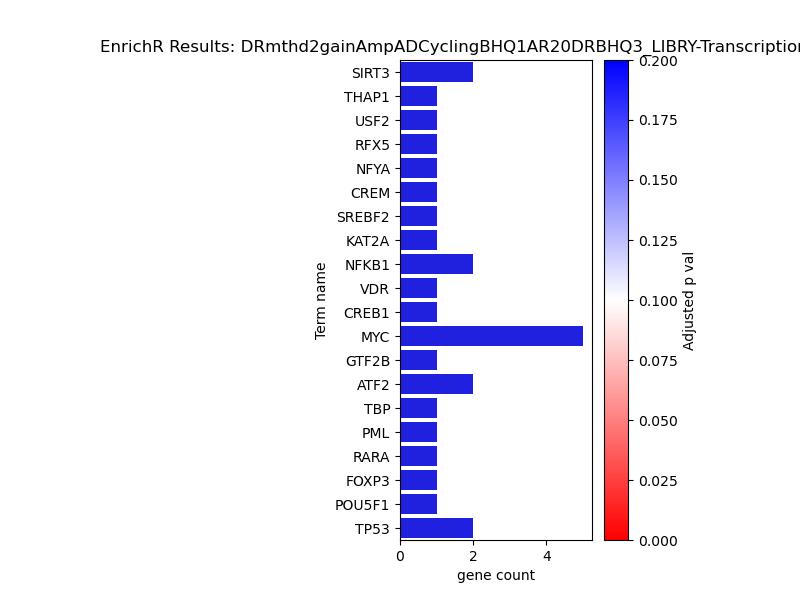 EnrichR Results: DRmthd2gainAmpADCyclingBHQ1AR20DRBHQ3_LIBRY-Transcription
SIRT3
THAP1
USF2
RFX5
NFYA
CREM
SREBF2
KAT2A
NFKB1
VDR
CREB1
MYC
GTF2B
ATF2
TBP
PML
RARA
FOXP3
POU5F1
TP53
Term name
0 2 4
gene count
0.200
0.175
0.150
0.125
0.100
0.075
0.050
0.025
0.000
Adjusted p val